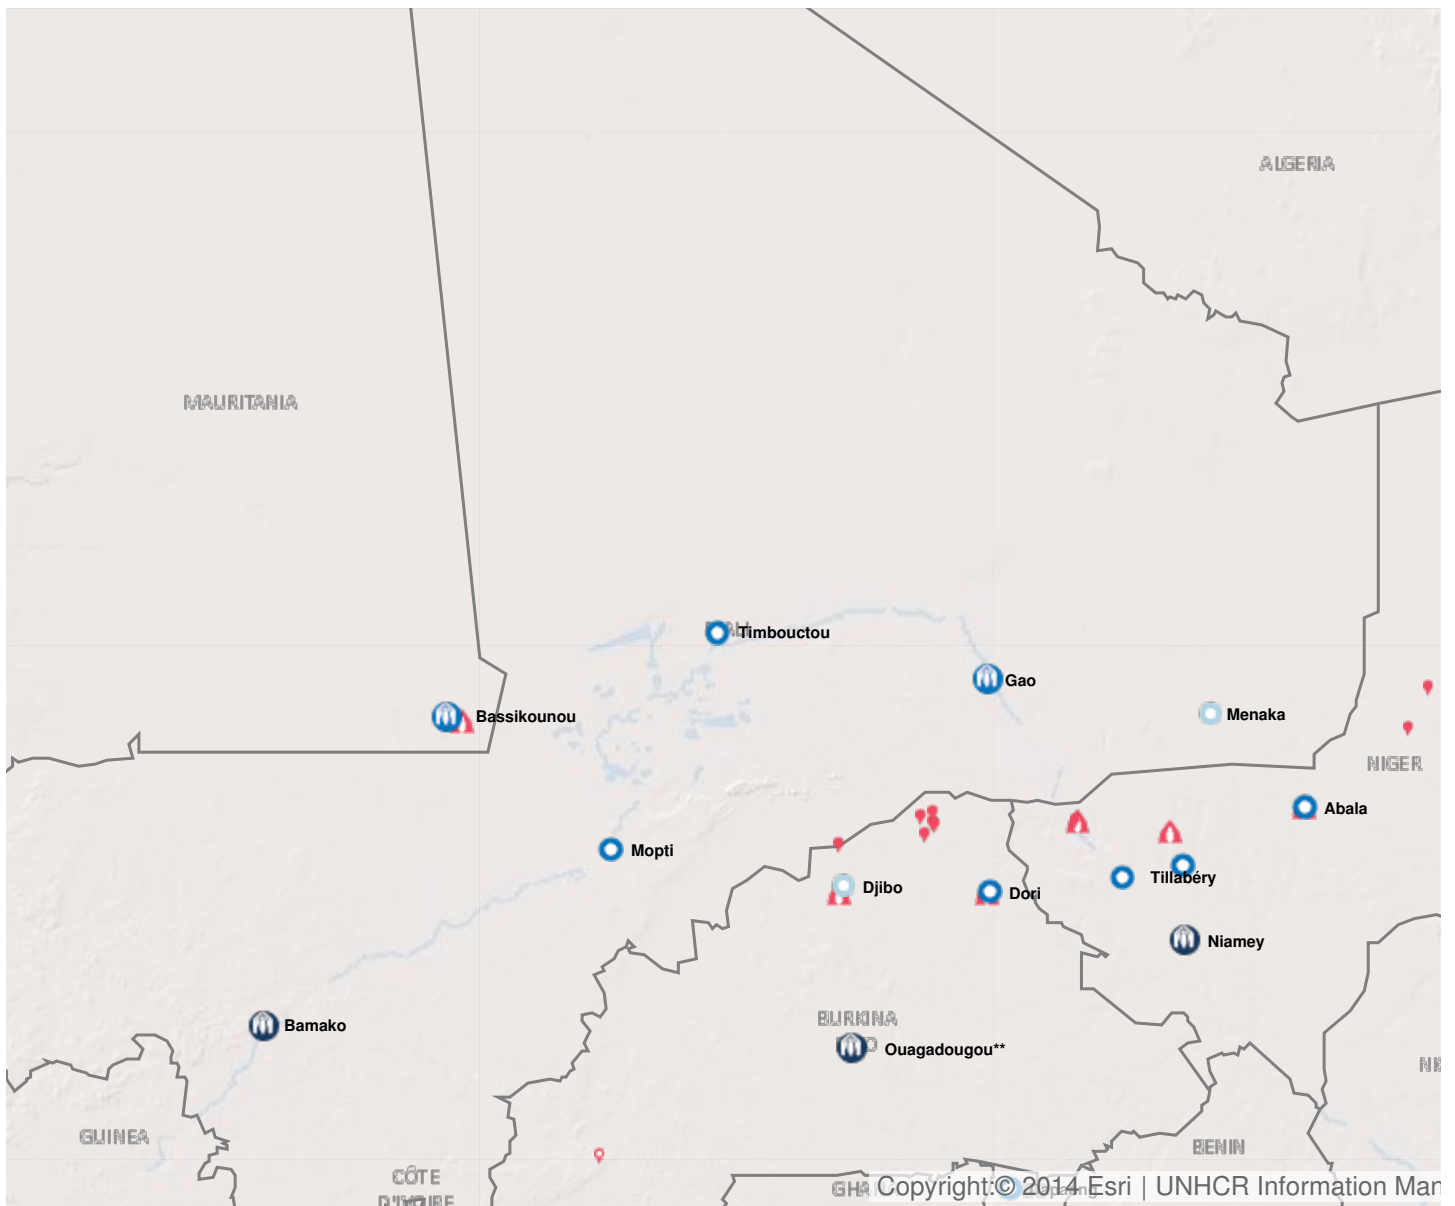 ALGERIA
MAURITANIA
Timbouctou
Gao
Bassikounou
Menaka
NIGER
Abala
Mopti
Tillabéry
Djibo
Dori
Niamey
BURKINA
Bamako
Ouagadougou**
GUINEA
BENIN
CÔTE
D'IVOIRE
Copyright:© 2014 Esri | UNHCR Information Man